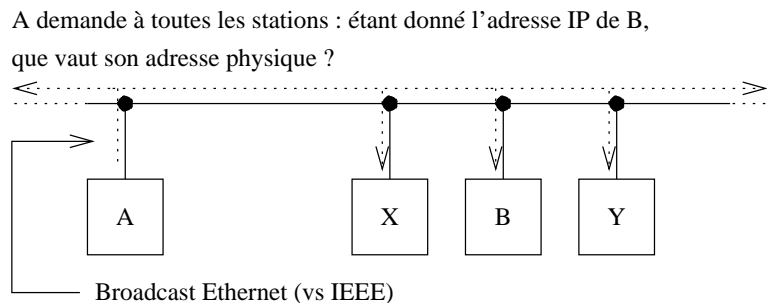 A demande à toutes les stations : étant donné l'adresse IP de B,
que vaut son adresse physique ?
A
X
B
Y
Broadcast Ethernet (vs IEEE)